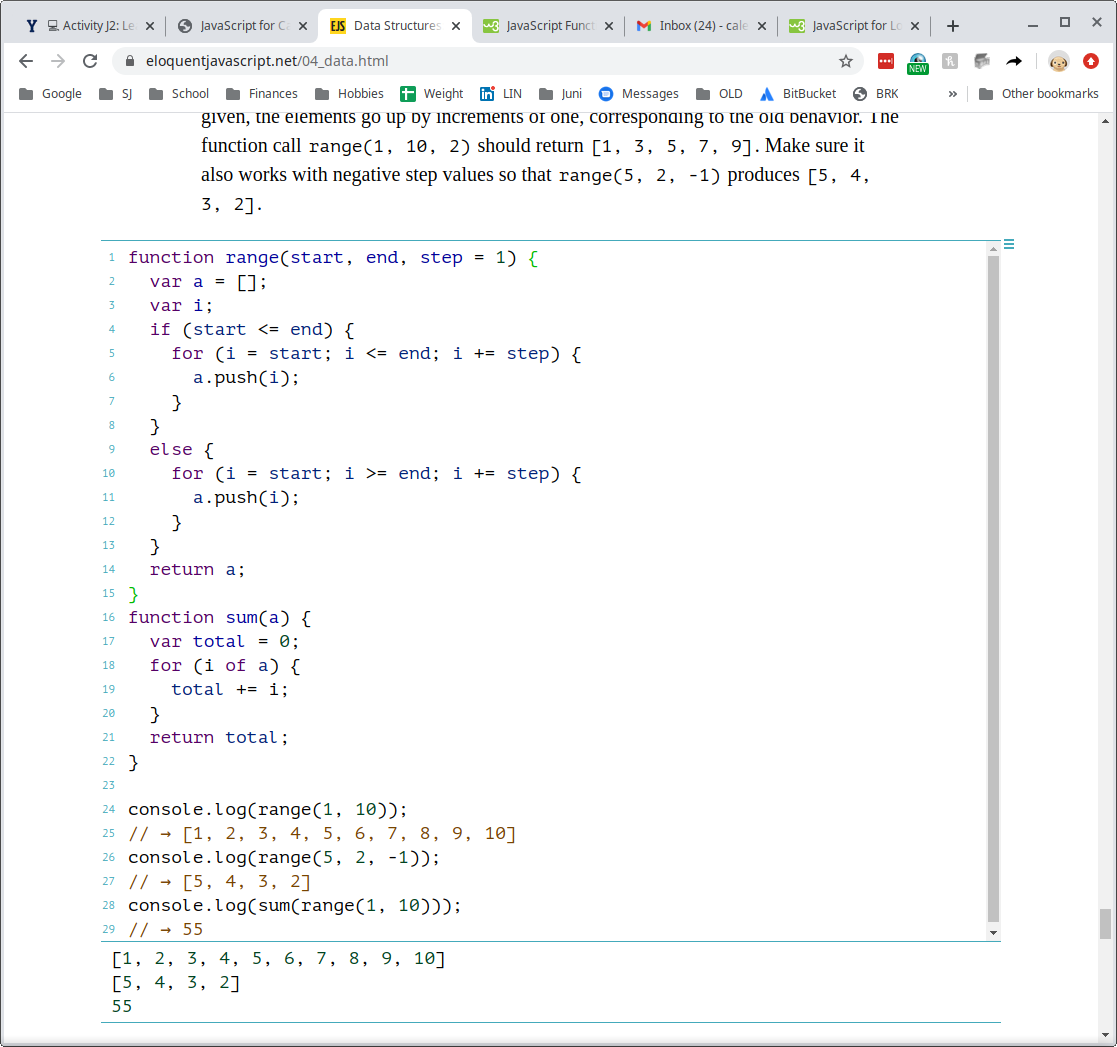 Y Activity J2: Le JavaScript for Ca EJS Data Structures w3 JavaScript Funct Inbox (24) - cale w3 JavaScript for Lo
eloquentjavascript.net/04_data.html NEW
Google SJ School Finances Hobbies Weight LIN Juni Messages OLD BitBucket BRK » Other bookmarks
given, the elements go up by increments of one, corresponding to the old behavior. The
function call range(1, 10, 2) should return [1, 3, 5, 7, 9]. Make sure it
also works with negative step values so that range(5, 2, -1) produces [5, 4,
3, 2].
1 function range(start, end, step = 1) {
2 var a = [];
3 var i;
4 if (start <= end) {
5 for (i = start; i <= end; i += step) {
6 a.push(i);
7 }
8 }
9 else {
10 for (i = start; i >= end; i += step) {
11 a.push(i);
12 }
13 }
14 return a;
15 }
16 function sum(a) {
17 var total = 0;
18 for (i of a) {
19 total += i;
20 }
21 return total;
22 }
23
24 console.log(range(1, 10));
25 // → [1, 2, 3, 4, 5, 6, 7, 8, 9, 10]
26 console.log(range(5, 2, -1));
27 // → [5, 4, 3, 2]
28 console.log(sum(range(1, 10)));
29 // → 55
[1, 2, 3, 4, 5, 6, 7, 8, 9, 10]
[5, 4, 3, 2]
55